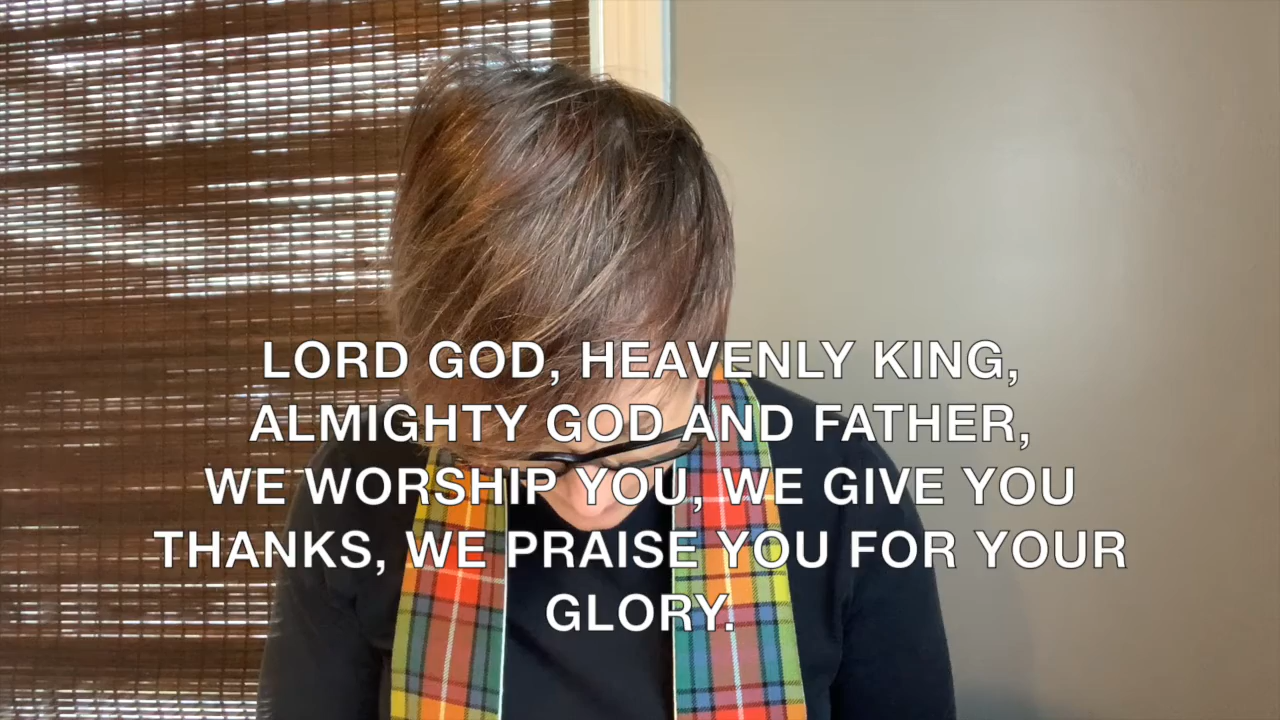 LORD GOD, HEAVENLY KING,
ALMIGHTY GOD AND FATHER,
WE WORSHIP YOU, WE GIVE YOU
THANKS, WE PRAISE YOU FOR YOUR
GLORY.